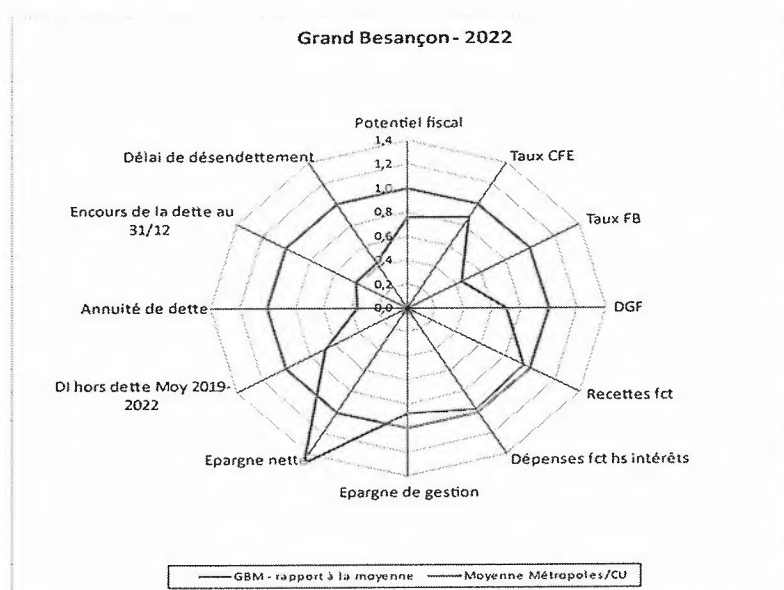 Grand Besançon - 2022
Potentiel fiscal
1,4
1,2
1,0
0,8
0,6
0,4
0,2
0,0
Taux CFE
Taux FB
DGF
Recettes fct
Dépenses fct hs intérêts
Epargne de gestion
Epargne nett
DI hors dette Moy 2019-
2022
Annuité de dette
Encours de la dette au
31/12
Délai de désendettement
GBM - rapport à la moyenne
Moyenne Métropoles/CU